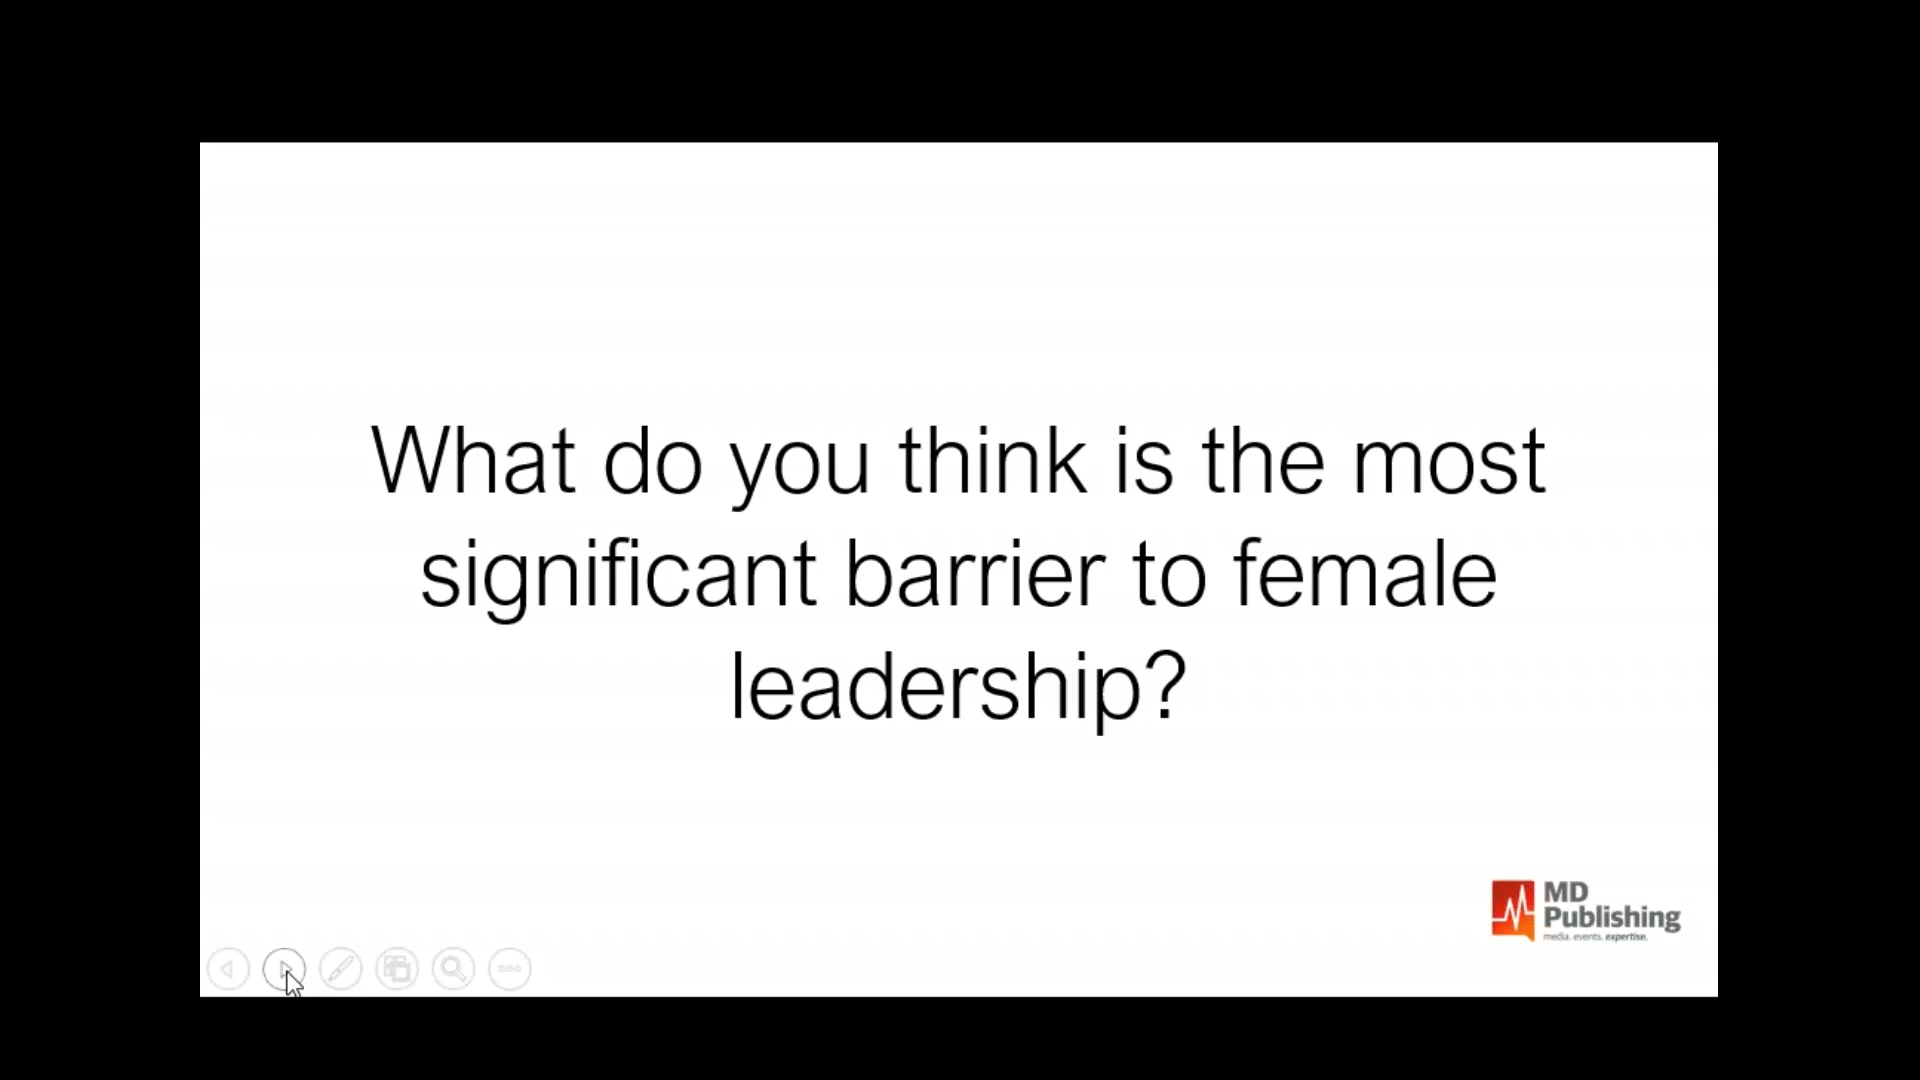 What do you think is the most
significant barrier to female
leadership?
MD
Publishing
media. events. expertise.